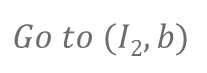 Go to (I₂, b)